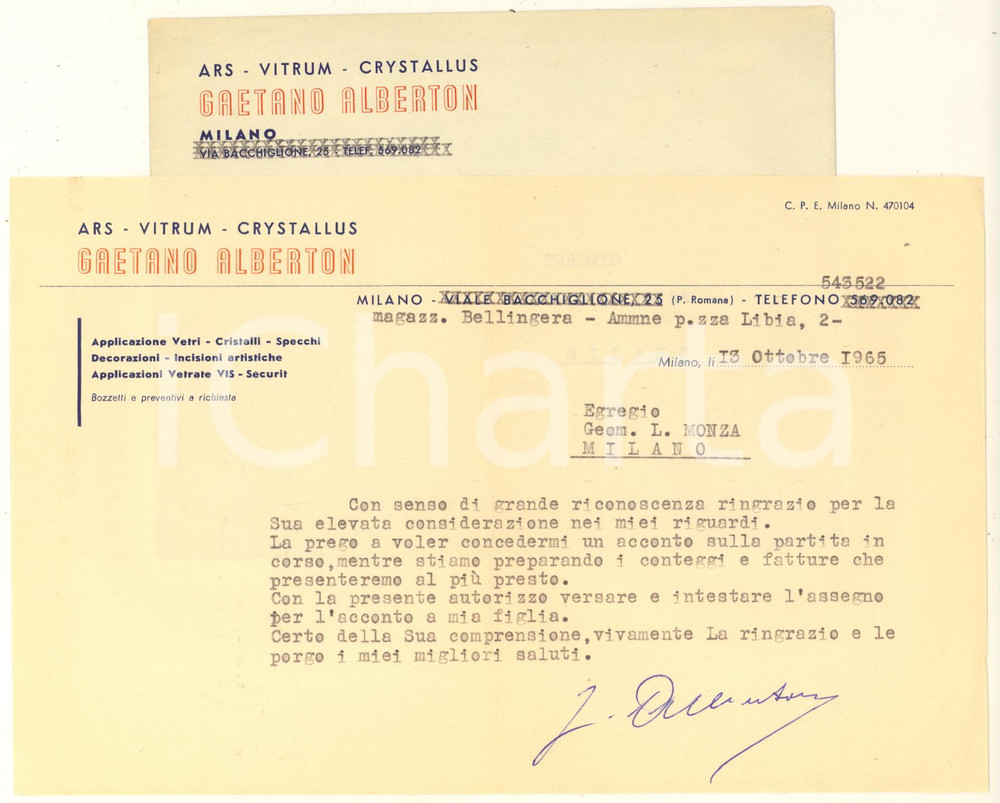 ARS - VITRUM - CRYSTALLUS
GAETANO ALBERTON
MILANO
VIA BACCHIGLIONE, 25 TELEF. 569.082
C. P. E. Milano N. 470104
ARS - VITRUM - CRYSTALLUS
GAETANO ALBERTON
543522
MILANO - VIALE BACCHIGLIONE, 25 (P. Romana) - TELEFONO 569.082
magazz. Bellingera - Ammne p.zza Libia, 2-
Applicazione Vetri - Cristalli - Specchi
Decorazioni - Incisioni artistiche
Applicazioni Vetrate VIS - Securit
Bozzetti e preventivi a richiesta
Milano, li 13 Ottobre 1965
Egregio
Geom. L. MONZA
M I L A N O
Con senso di grande riconoscenza ringrazio per la
Sua elevata considerazione nei miei riguardi.
La prego a voler concedermi un acconto sulla partita in
corso,mentre stiamo preparando i conteggi e fatture che
presenteremo al più presto.
Con la presente autorizzo versare e intestare l'assegno
per l'acconto a mia figlia.
Certo della Sua comprensione,vivamente La ringrazio e le
porgo i miei migliori saluti.
iCharta